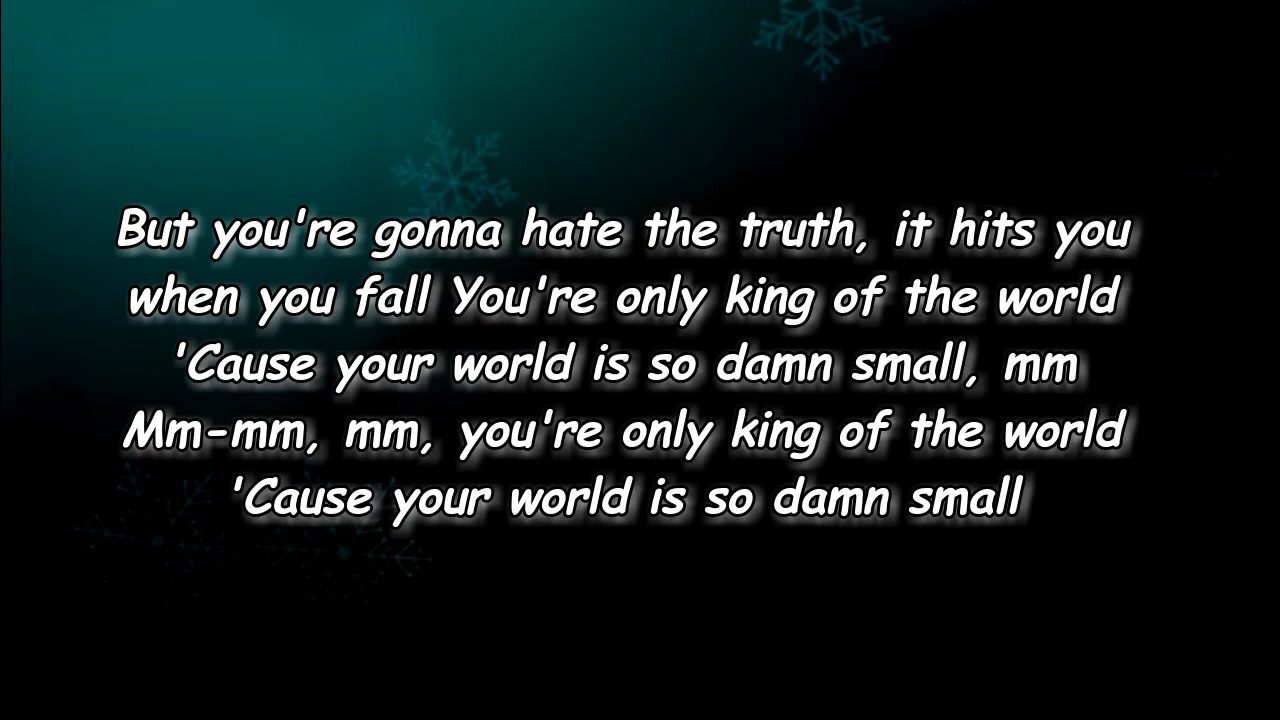 But you're gonna hate the truth, it hits you
when you fall You're only king of the world
'Cause your world is so damn small, mm
Mm-mm, mm, you're only king of the world
'Cause your world is so damn small